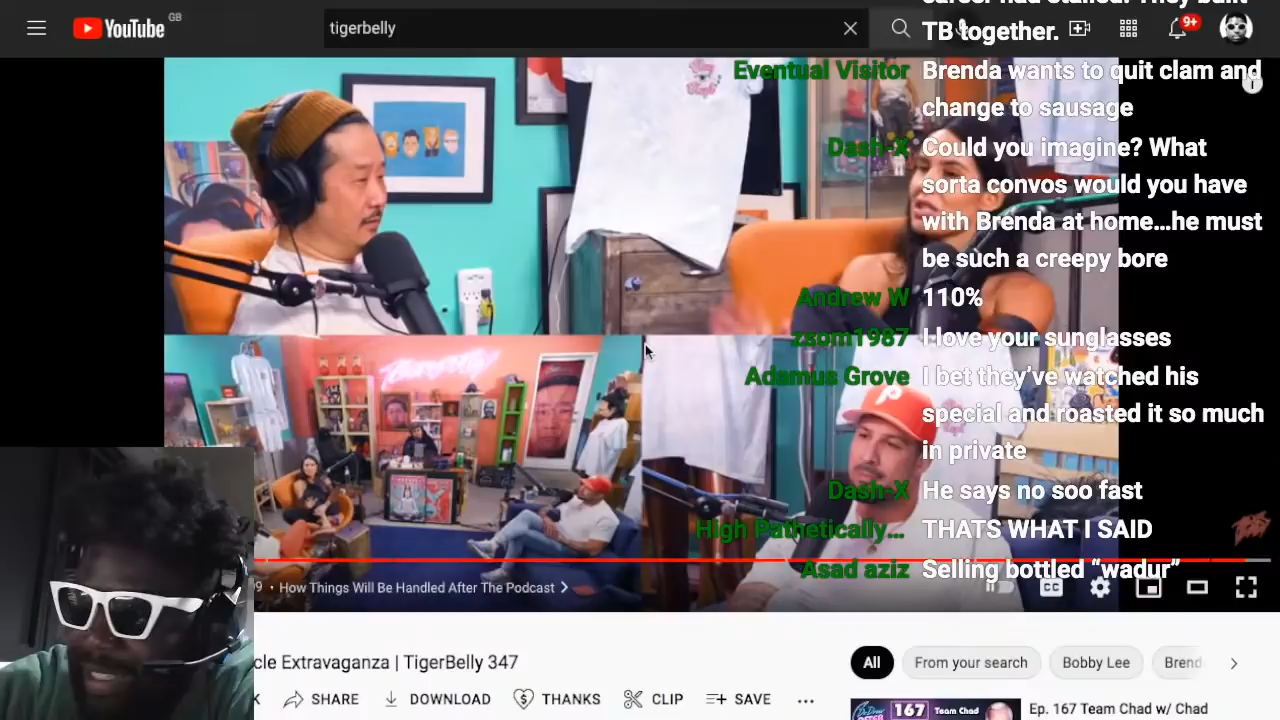 YouTube GB
tigerbelly
9+
TB together.
Eventual Visitor Brenda wants to quit clam and
change to sausage
Dash-X Could you imagine? What
sorta convos would you have
with Brenda at home…he must
be such a creepy bore
Andrew W 110%
zsom1987 I love your sunglasses
Adamus Grove I bet they’ve watched his
special and roasted it so much
in private
Dash-X He says no soo fast
High Pathetically… THATS WHAT I SAID
Asad aziz Selling bottled “wadur”
P
• How Things Will Be Handled After The Podcast
CC
cle Extravaganza | TigerBelly 347
SHARE DOWNLOAD THANKS CLIP SAVE
All From your search Bobby Lee Brend
167 Team Chad
Ep. 167 Team Chad w/ Chad